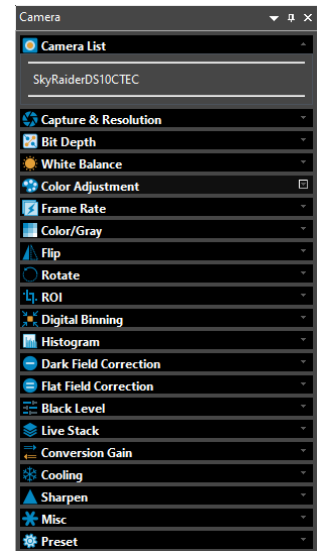 Camera
Camera List
SkyRaiderDS10CTEC
Capture & Resolution
Bit Depth
White Balance
Color Adjustment
Frame Rate
Color/Gray
Flip
Rotate
ROI
Digital Binning
Histogram
Dark Field Correction
Flat Field Correction
Black Level
Live Stack
Conversion Gain
Cooling
Sharpen
Misc
Preset